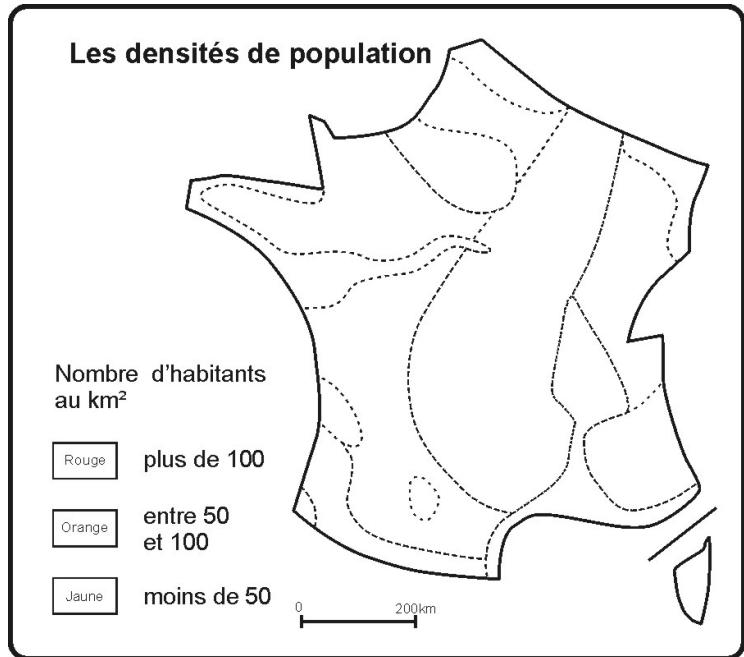 Les densités de population
Nombre d'habitants
au km²
Rouge
plus de 100
Orange
entre 50
et 100
Jaune
moins de 50
0
200km